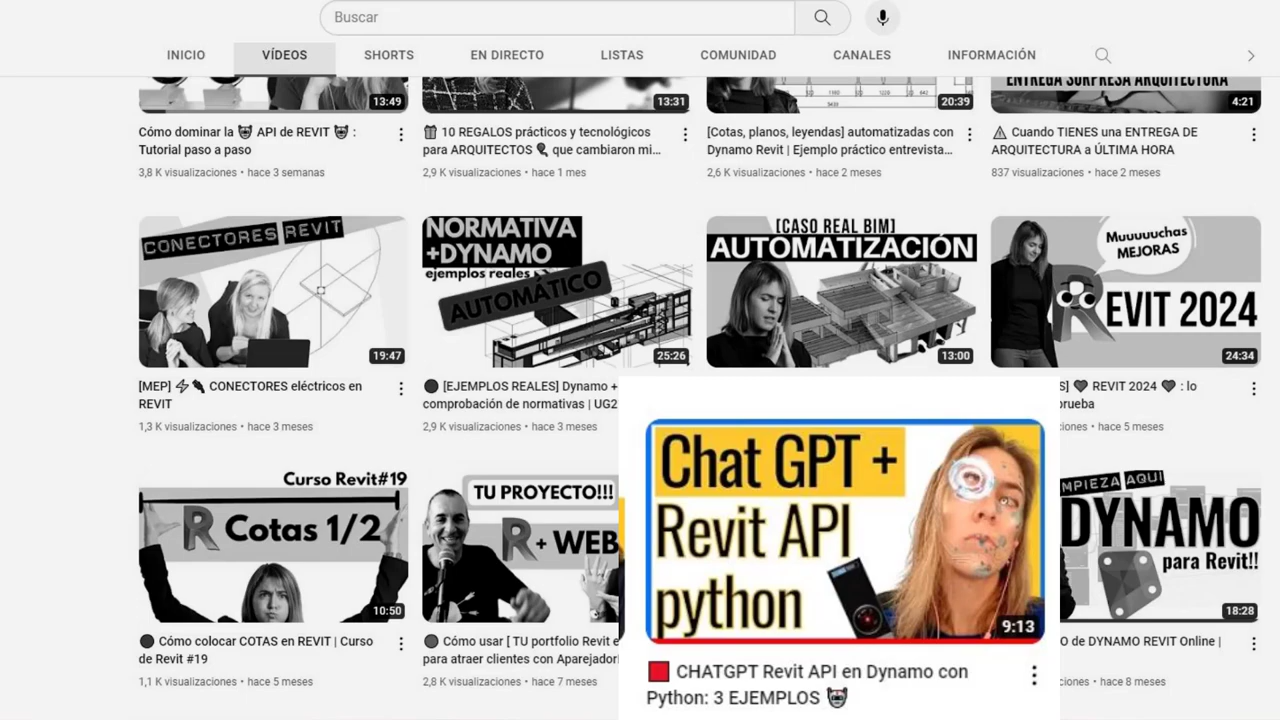 Buscar
INICIO
VÍDEOS
SHORTS
EN DIRECTO
LISTAS
COMUNIDAD
CANALES
INFORMACIÓN
13:49
13:31
20:39
ENTREGA SORPRESA ARQUITECTURA
4:21
Cómo dominar la API de REVIT :
Tutorial paso a paso
3,8 K visualizaciones • hace 3 semanas
10 REGALOS prácticos y tecnológicos
para ARQUITECTOS que cambiaron mi...
2,9 K visualizaciones • hace 1 mes
[Cotas, planos, leyendas] automatizadas con
Dynamo Revit | Ejemplo práctico entrevista...
2,6 K visualizaciones • hace 2 meses
Cuando TIENES una ENTREGA DE
ARQUITECTURA a ÚLTIMA HORA
837 visualizaciones • hace 2 meses
CONECTORES REVIT
19:47
NORMATIVA
+DYNAMO
ejemplos reales
AUTOMÁTICO
25:26
[CASO REAL BIM]
AUTOMATIZACIÓN
13:00
Muuuuuchas
MEJORAS
REVIT 2024
24:34
[MEP] CONECTORES eléctricos en
REVIT
1,3 K visualizaciones • hace 3 meses
[EJEMPLOS REALES] Dynamo +
comprobación de normativas | UG2
2,9 K visualizaciones • hace 3 meses
S] REVIT 2024 : lo
prueba
ciones • hace 5 meses
Curso Revit#19
R Cotas 1/2
10:50
TU PROYECTO!!!
R + WEB
Chat GPT +
Revit API
python
9:13
MPIEZA AQUI
DYNAMO
para Revit!!
18:28
Cómo colocar COTAS en REVIT | Curso
de Revit #19
1,1 K visualizaciones • hace 5 meses
Cómo usar [ TU portfolio Revit e
para atraer clientes con Aparejador
2,8 K visualizaciones • hace 7 meses
CHATGPT Revit API en Dynamo con
Python: 3 EJEMPLOS
O de DYNAMO REVIT Online |
ciones • hace 8 meses